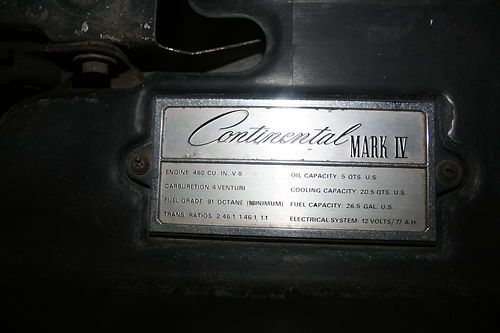 Continental MARK IV
ENGINE 460 CU. IN. V-8
CARBURETION 4 VENTURI
FUEL GRADE 91 OCTANE (MINIMUM)
TRANS. RATIOS 2.46:1, 1.46:1, 1:1
OIL CAPACITY: 5 QTS. U.S.
COOLING CAPACITY: 20.5 QTS. U.S.
FUEL CAPACITY: 26.5 GAL. U.S.
ELECTRICAL SYSTEM: 12 VOLTS/77 A.H.